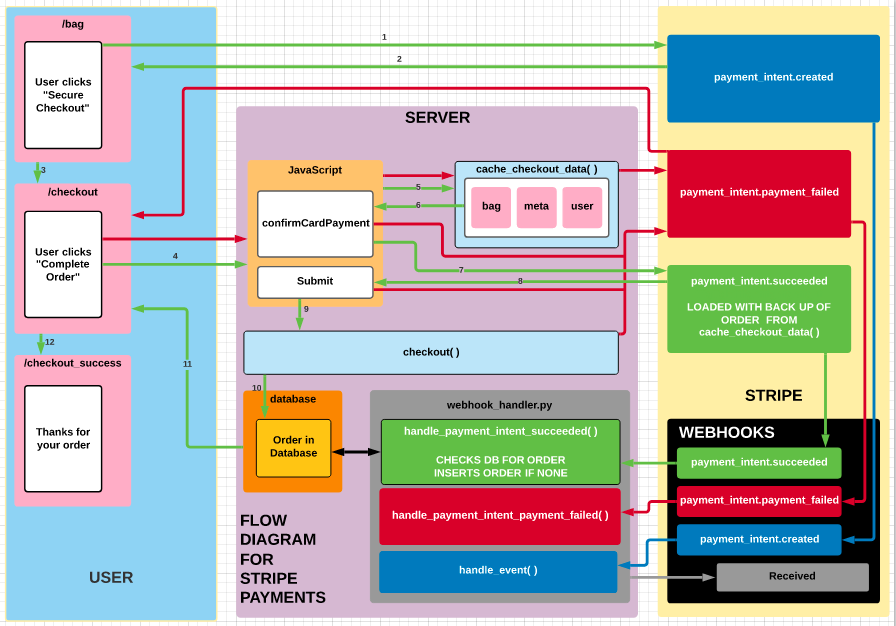 /bag
User clicks
"Secure
Checkout"
1
2
3
/checkout
User clicks
"Complete
Order"
4
12
/checkout_success
Thanks for
your order
11
USER
SERVER
JavaScript
confirmCardPayment
Submit
5
6
7
8
9
cache_checkout_data( )
bag
meta
user
checkout( )
10
database
Order in
Database
webhook_handler.py
handle_payment_intent_succeeded( )
CHECKS DB FOR ORDER
INSERTS ORDER IF NONE
handle_payment_intent_payment_failed( )
handle_event( )
FLOW
DIAGRAM
FOR
STRIPE
PAYMENTS
payment_intent.created
payment_intent.payment_failed
payment_intent.succeeded
LOADED WITH BACK UP OF
ORDER FROM
cache_checkout_data( )
STRIPE
WEBHOOKS
payment_intent.succeeded
payment_intent.payment_failed
payment_intent.created
Received